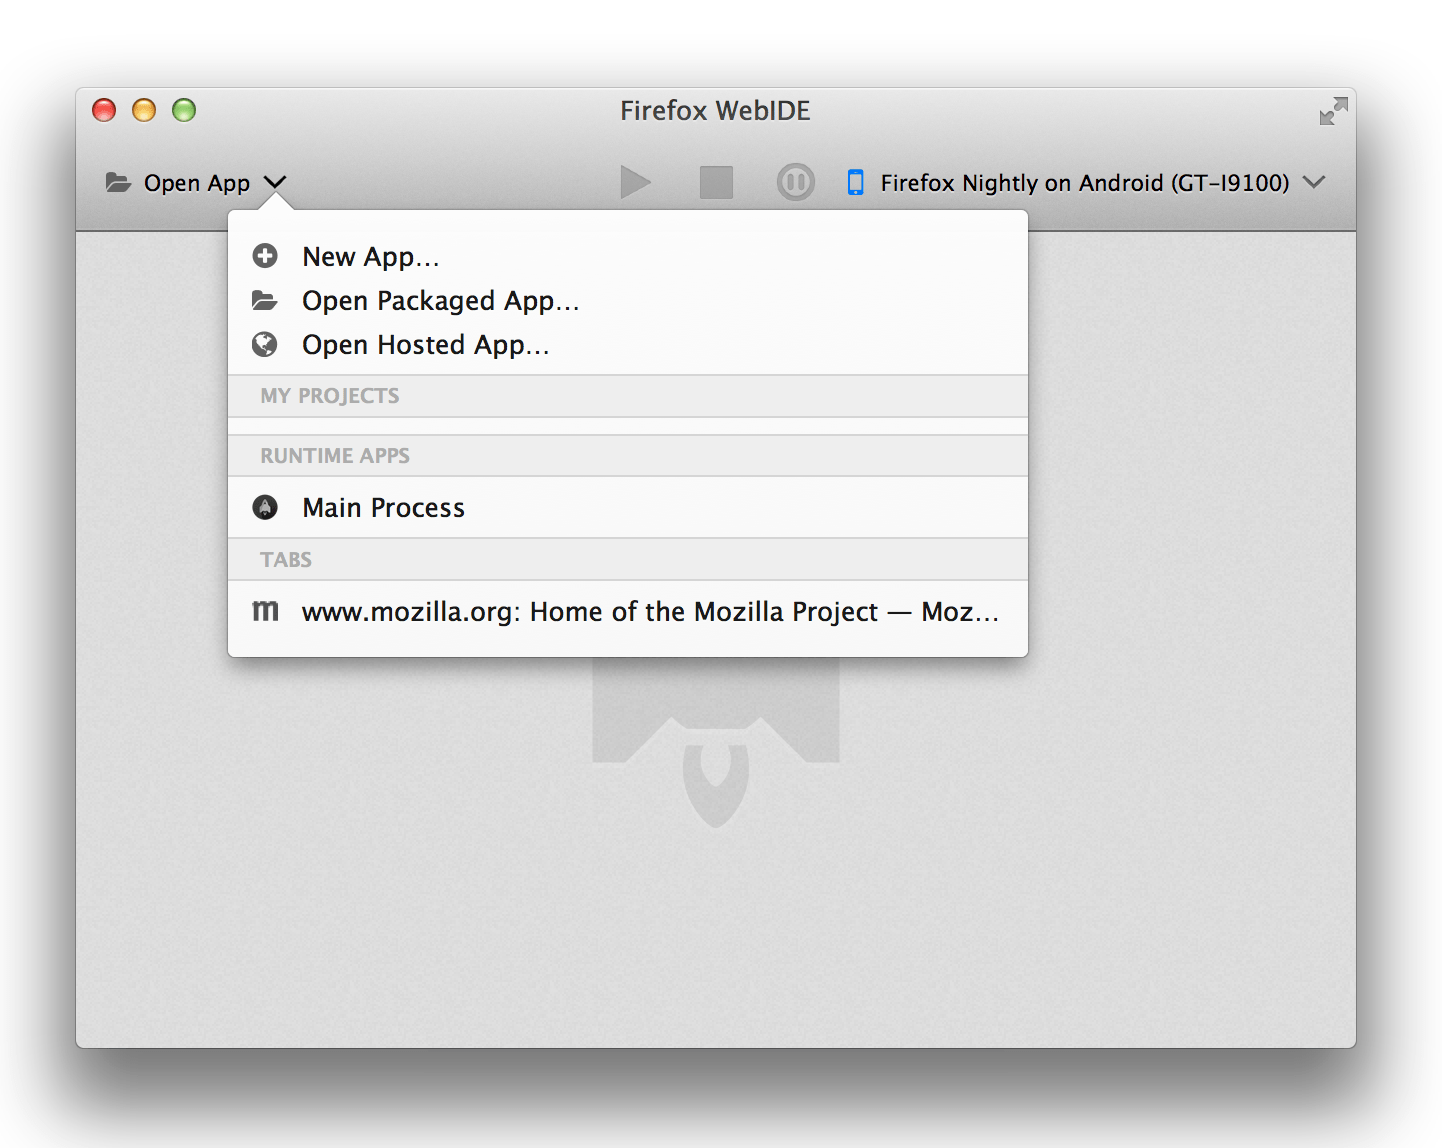 Firefox WebIDE
Open App
Firefox Nightly on Android (GT-I9100)
New App...
Open Packaged App...
Open Hosted App...
MY PROJECTS
RUNTIME APPS
Main Process
TABS
m www.mozilla.org: Home of the Mozilla Project — Moz...